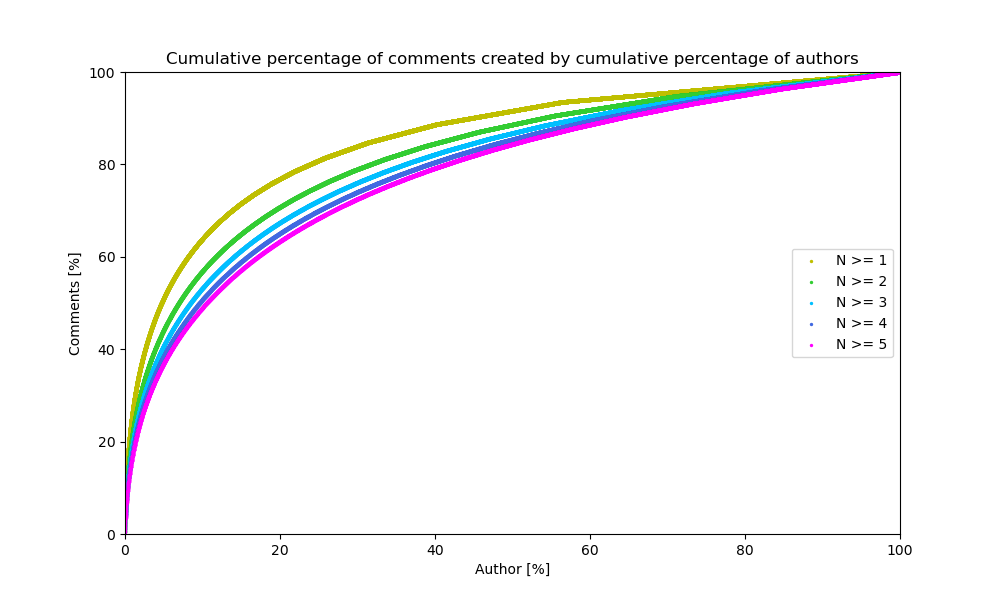 Cumulative percentage of comments created by cumulative percentage of authors
100
80
60
40
20
0
Comments [%]
N >= 1
N >= 2
N >= 3
N >= 4
N >= 5
0 20 40 60 80 100
Author [%]